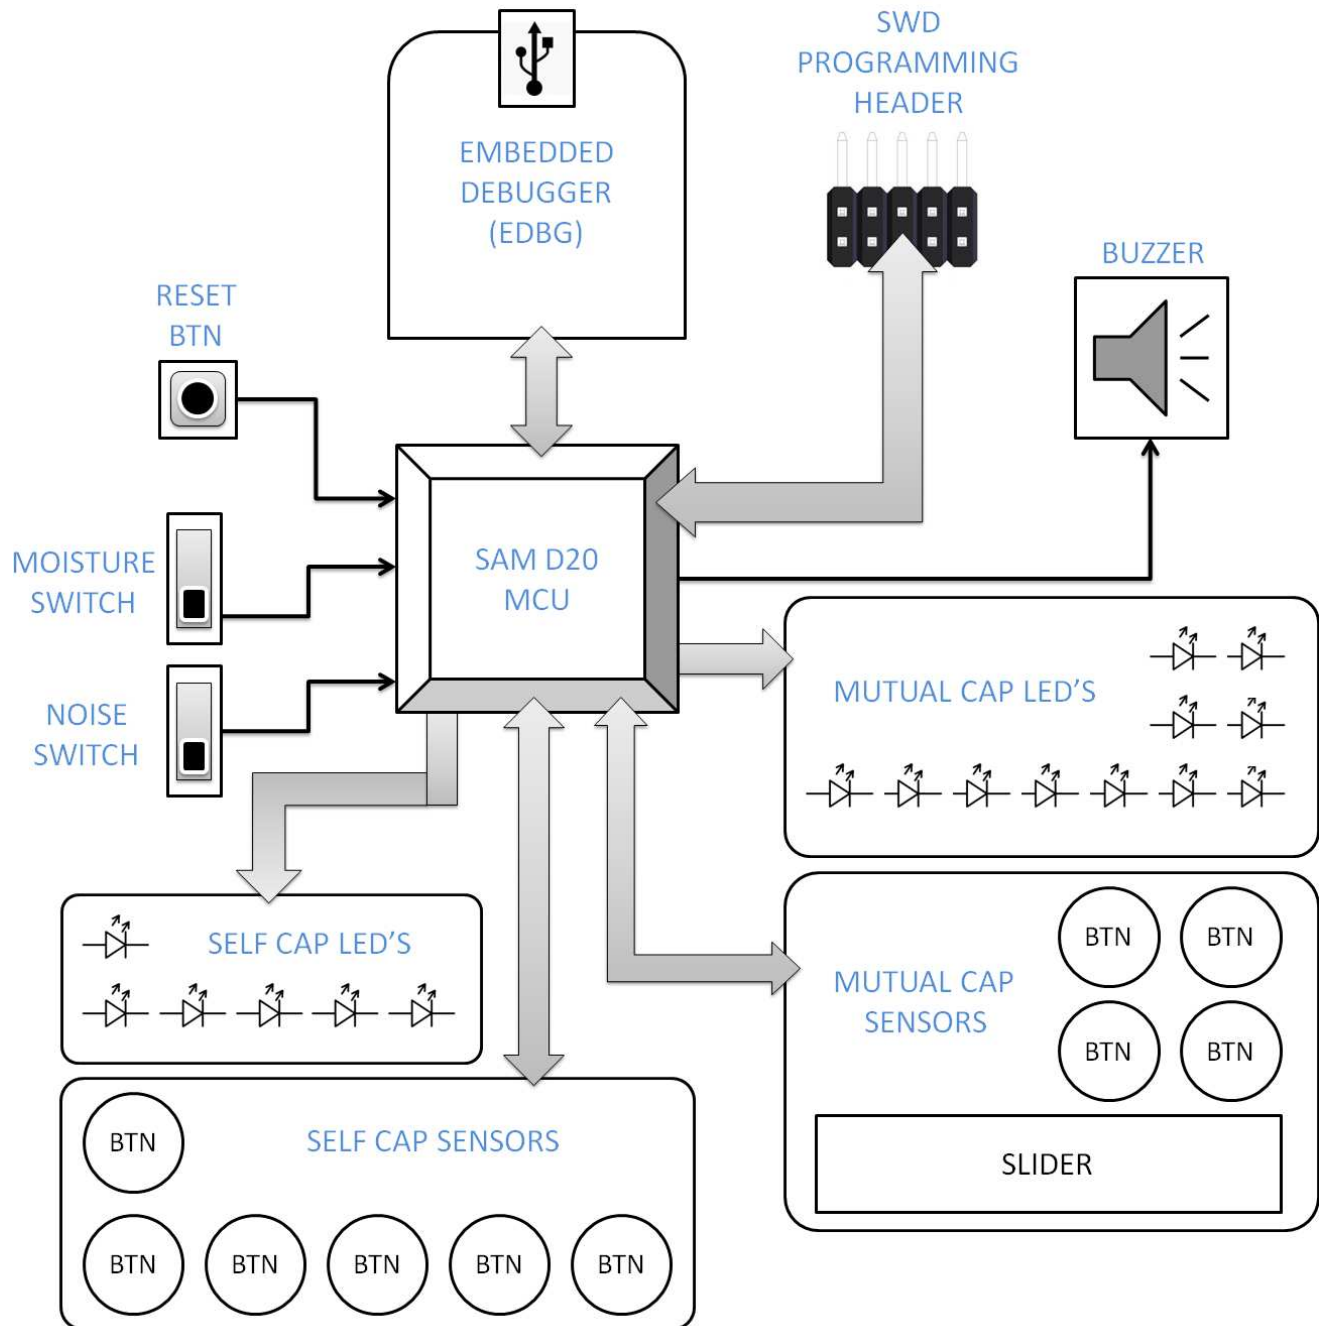 SWD
PROGRAMMING
HEADER
EMBEDDED
DEBUGGER
(EDBG)
BUZZER
RESET
BTN
MOISTURE
SWITCH
SAM D20
MCU
NOISE
SWITCH
MUTUAL CAP LED’S
SELF CAP LED’S
MUTUAL CAP
SENSORS
BTN
BTN
BTN
BTN
SLIDER
SELF CAP SENSORS
BTN
BTN
BTN
BTN
BTN
BTN